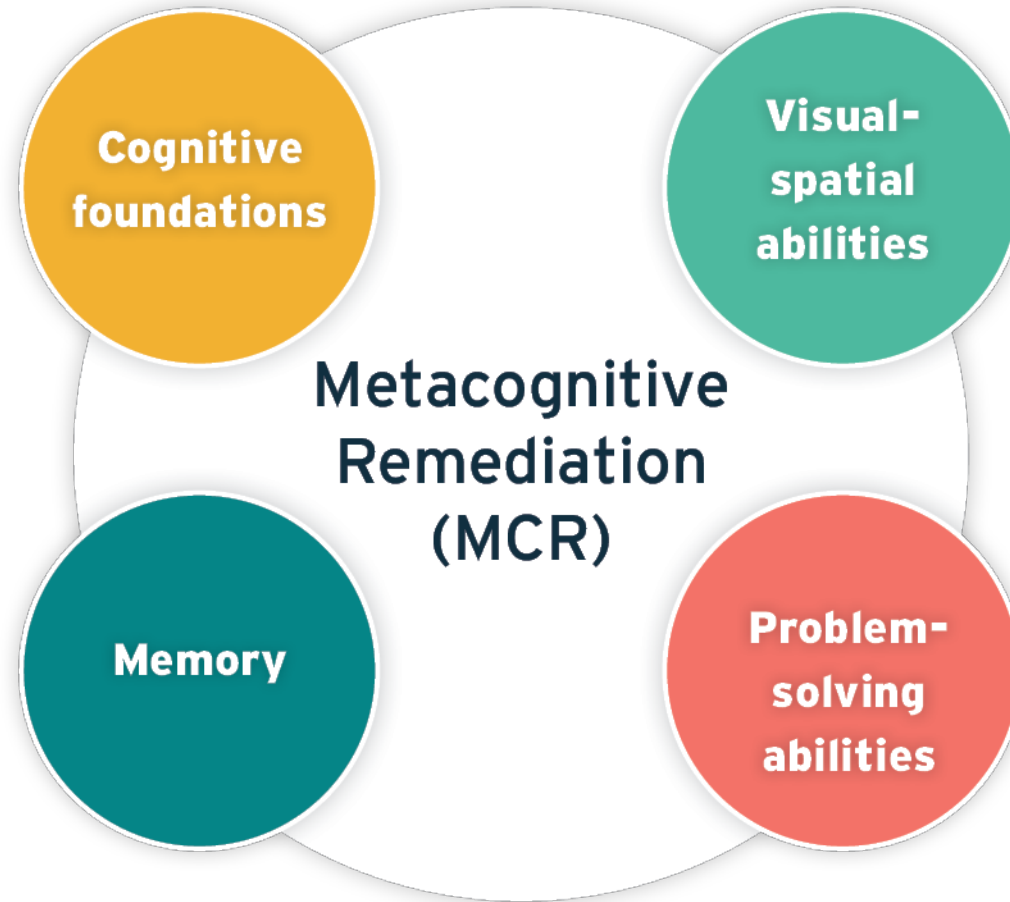 Cognitive
foundations
Visual-
spatial
abilities
Metacognitive
Remediation
(MCR)
Memory
Problem-
solving
abilities